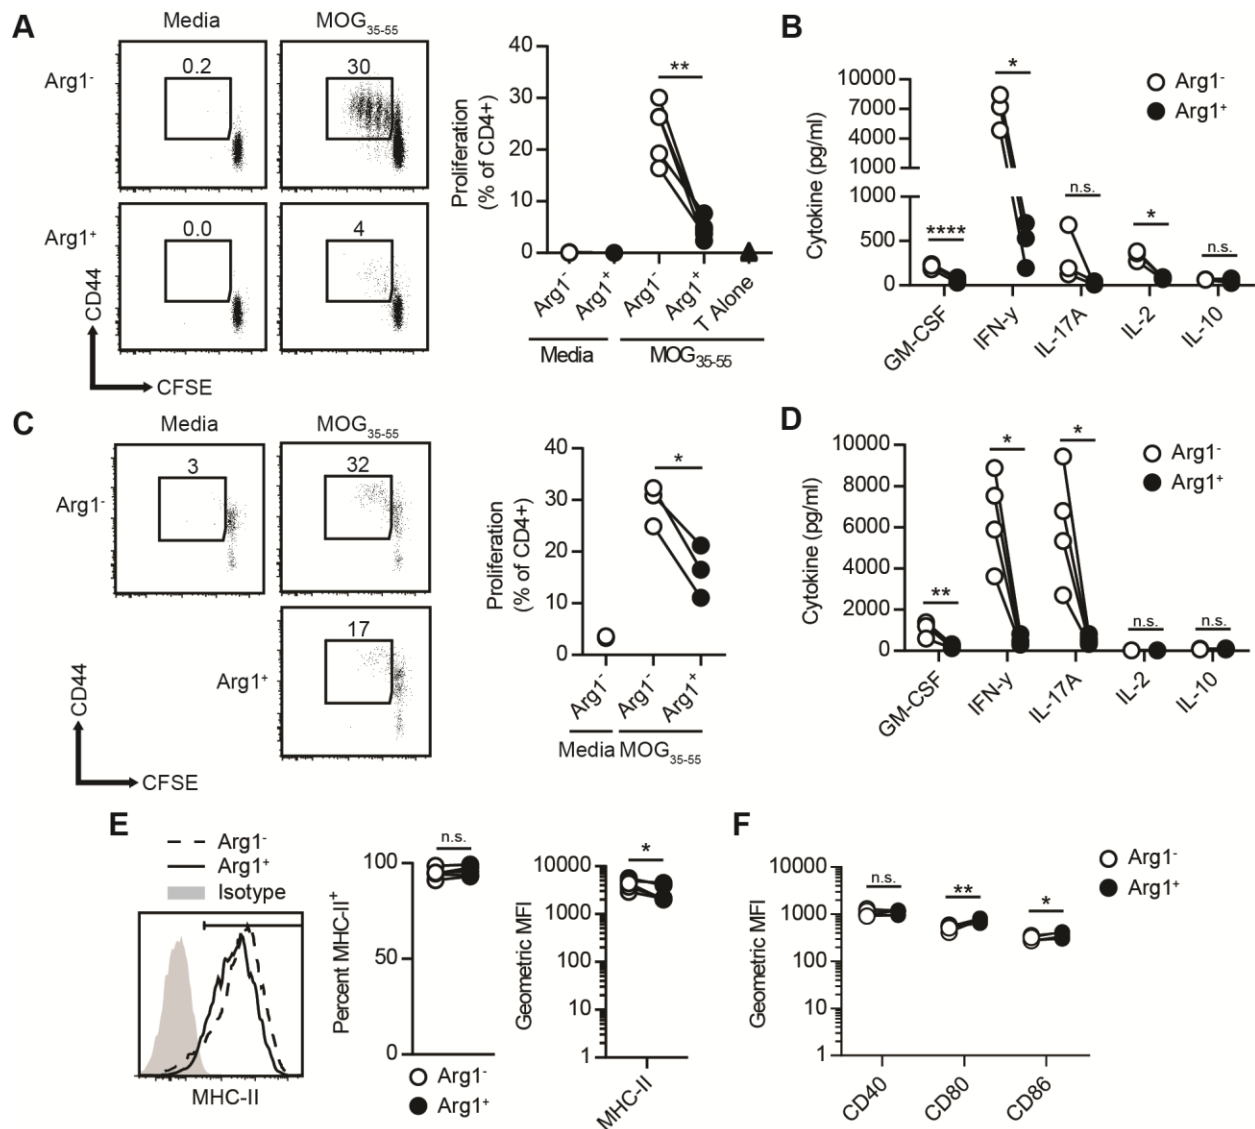 A
Media
MOG35-55
Arg1-
0.2
30
Arg1+
0.0
4
CD44
CFSE
Proliferation
(% of CD4+)
40
30
20
10
0
**
Arg1-
Arg1+
Arg1-
Arg1+
T Alone
Media
MOG35-55
B
Cytokine (pg/ml)
10000
7000
4000
1000
1000
500
0
****
*
n.s.
*
n.s.
Arg1-
Arg1+
GM-CSF
IFN-y
IL-17A
IL-2
IL-10
C
Media
MOG35-55
Arg1-
3
32
Arg1+
17
CD44
CFSE
Proliferation
(% of CD4+)
40
30
20
10
0
*
Arg1-
Arg1-
Arg1+
Media
MOG35-55
D
Cytokine (pg/ml)
10000
8000
6000
4000
2000
0
**
*
*
n.s.
n.s.
Arg1-
Arg1+
GM-CSF
IFN-y
IL-17A
IL-2
IL-10
E
Arg1-
Arg1+
Isotype
MHC-II
Percent MHC-II+
100
50
0
n.s.
Arg1-
Arg1+
Geometric MFI
10000
1000
100
10
1
*
MHC-II
F
Geometric MFI
10000
1000
100
10
1
n.s.
**
*
Arg1-
Arg1+
CD40
CD80
CD86